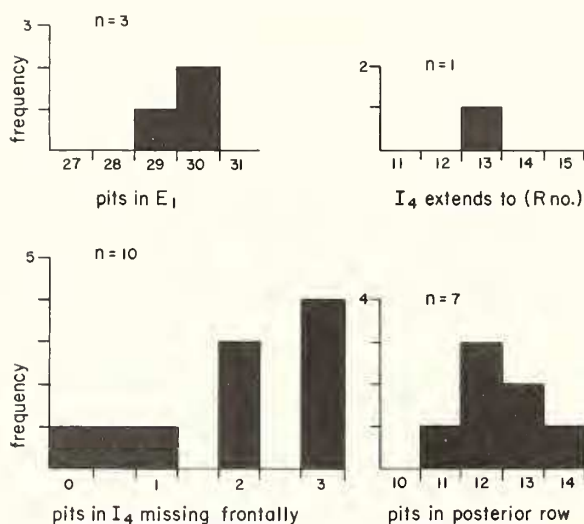 3
n = 3
frequency
27 28 29 30 31
pits in E1
2
n = 1
11 12 13 14 15
I4 extends to (R no.)
5
n = 10
frequency
0 1 2 3
pits in I4 missing frontally
4
n = 7
10 11 12 13 14
pits in posterior row